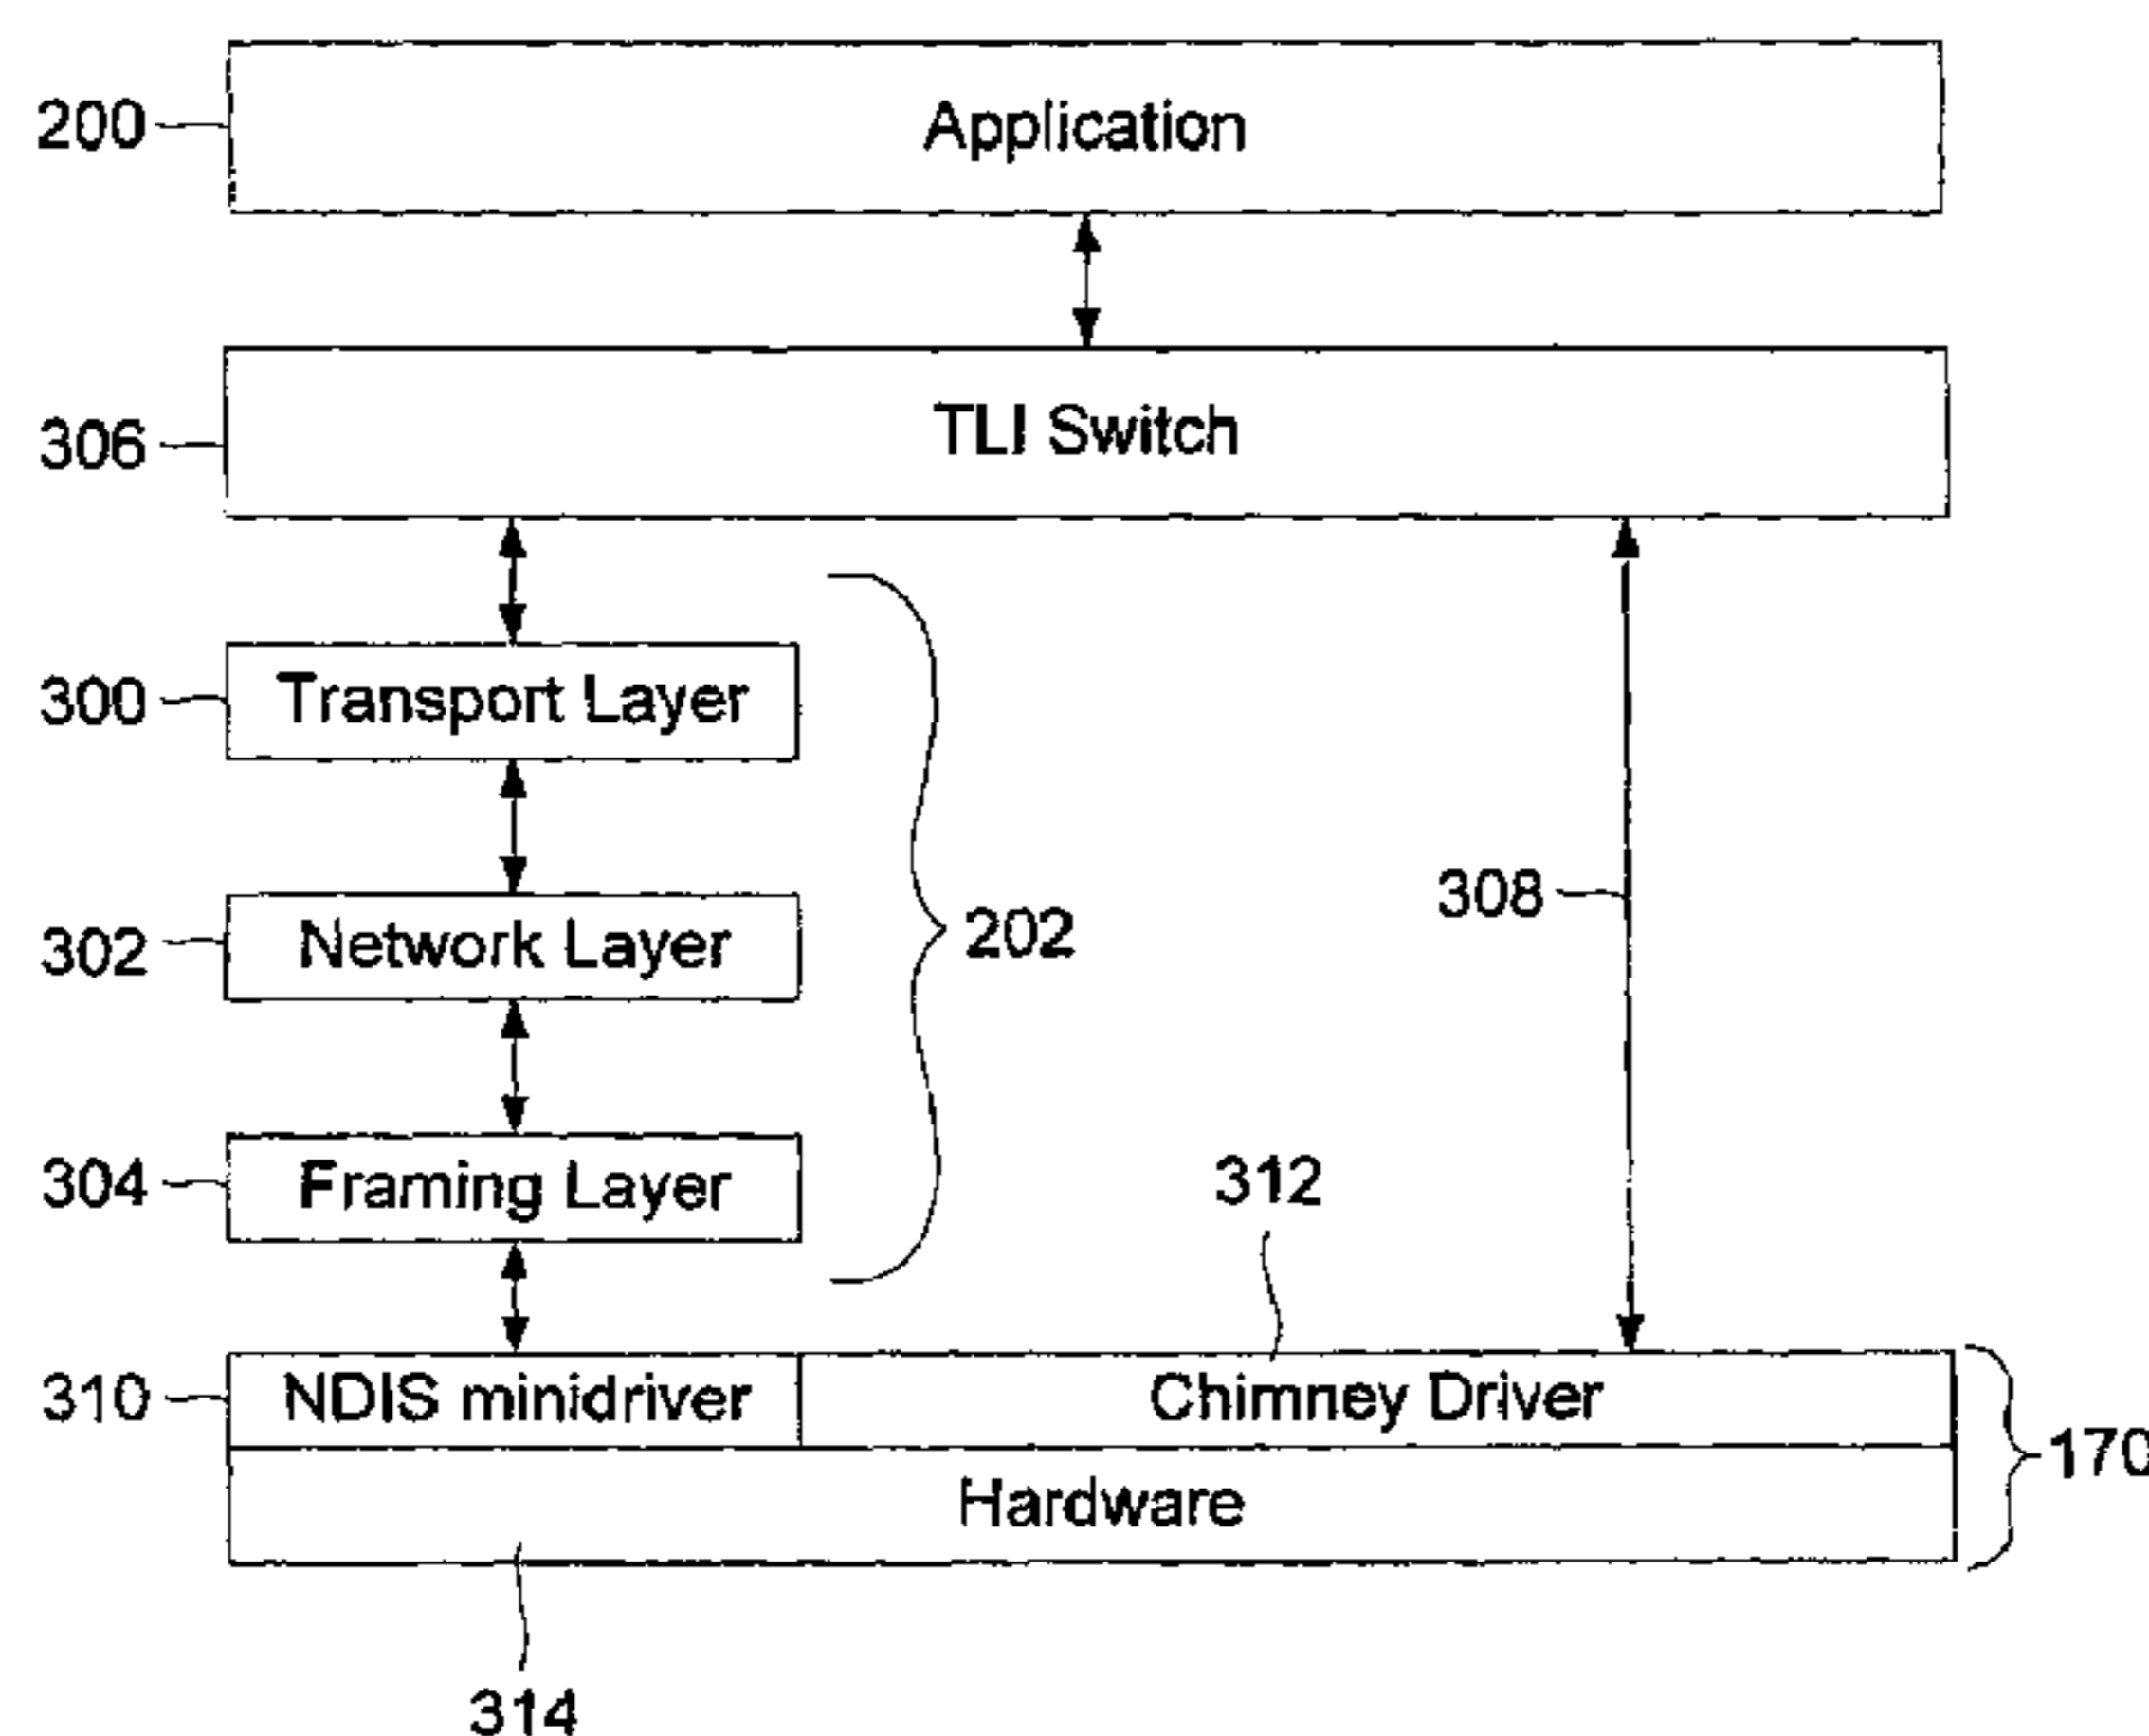 200
Application
306
TLI Switch
300
Transport Layer
302
Network Layer
202
308
304
Framing Layer
312
310
NDIS minidriver
Chimney Driver
170
Hardware
314